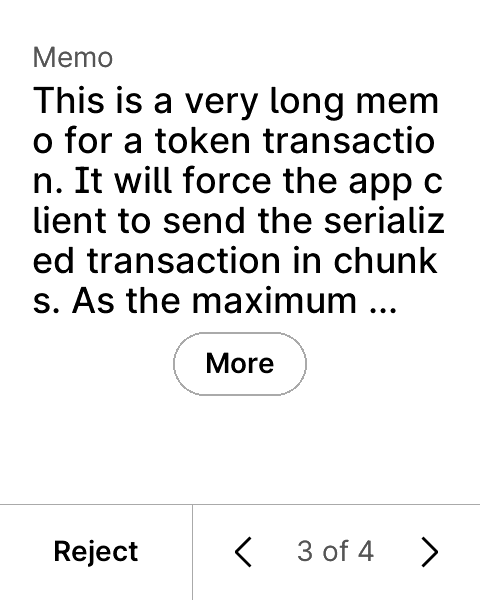 Memo
This is a very long mem
o for a token transactio
n. It will force the app c
lient to send the serializ
ed transaction in chunk
s. As the maximum ...
More
Reject
3 of 4